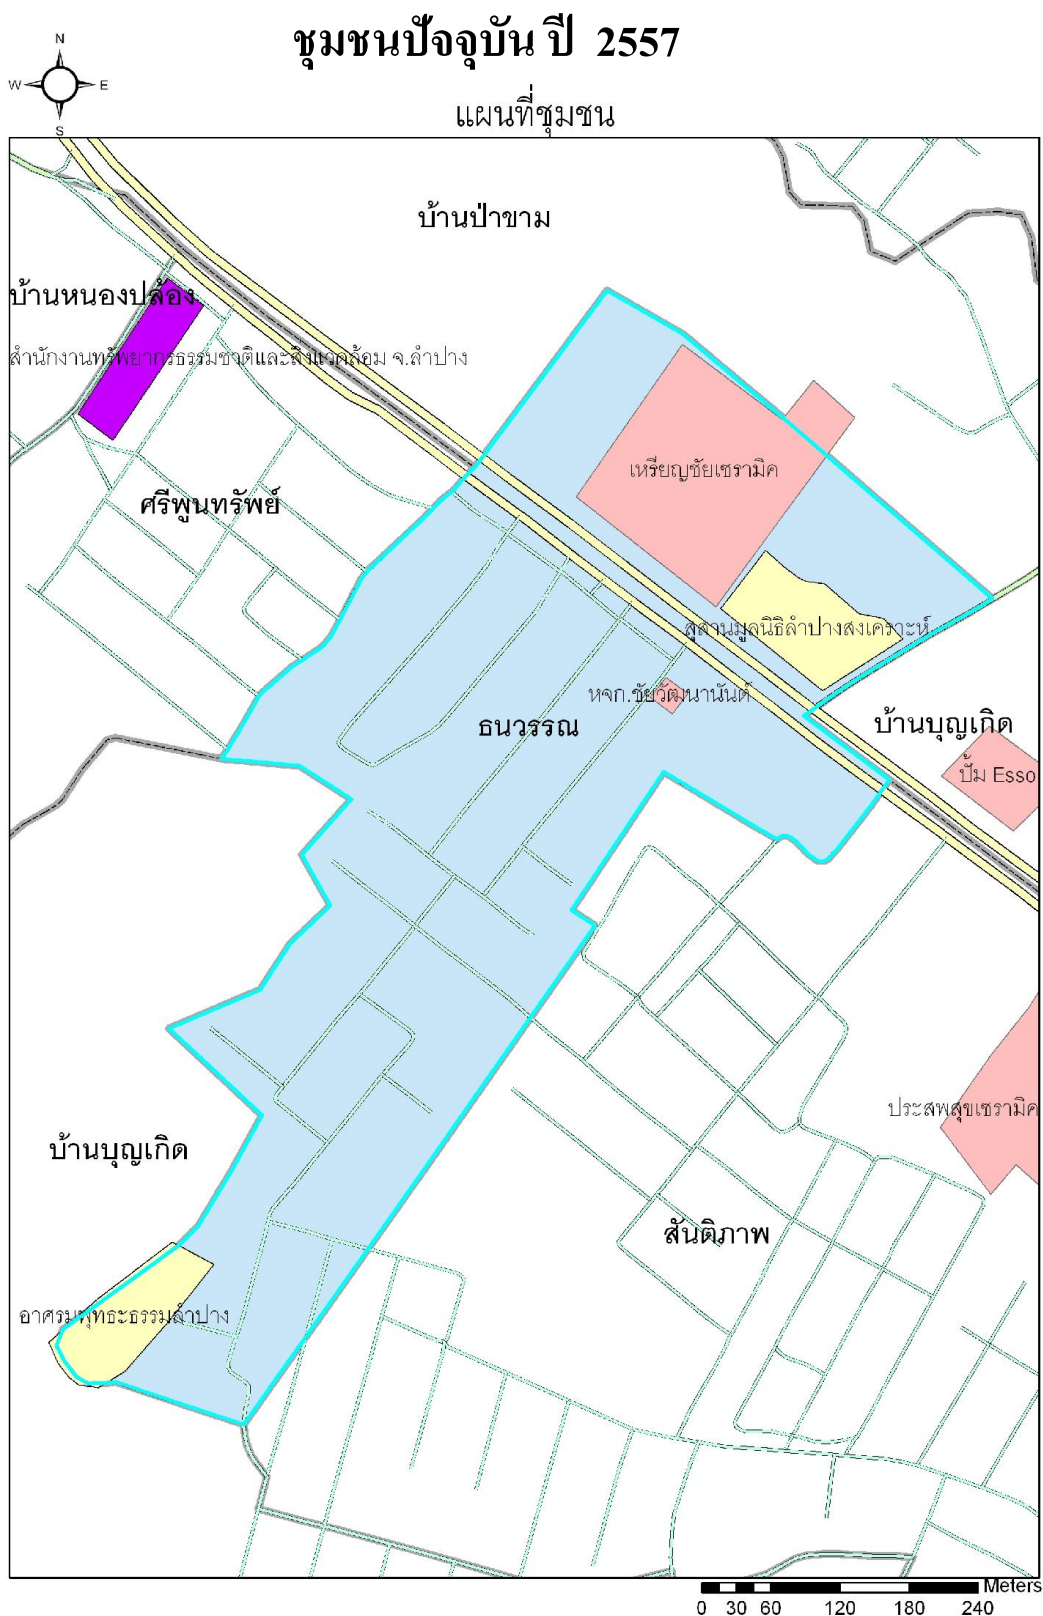 ชุมชนปัจจุบัน ปี 2557
N
W E
S
แผนที่ชุมชน
บ้านป่าขาม
บ้านหนองปล้อง
สำนักงานทรัพยากรธรรมชาติและสิ่งแวดล้อม จ.ลำปาง
เหรียญชัยเซรามิค
ศรีพูนทรัพย์
สุสานมูลนิธิลำปางสงเคราะห์
หจก.ชัยวัฒนานันต์
ธนวรรณ
บ้านบุญเกิด
ปั๊ม Esso
ประสพสุขเซรามิค
บ้านบุญเกิด
สันติภาพ
อาศรมพุทธะธรรมลำปาง
Meters
0 30 60 120 180 240